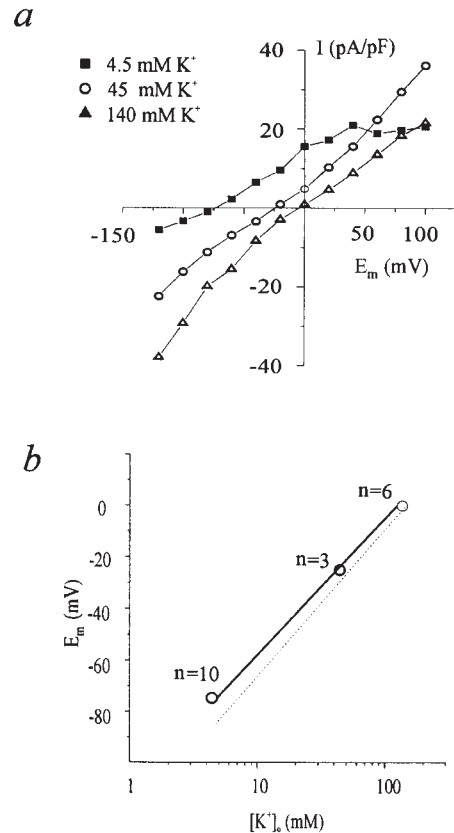 a
I (pA/pF)
■ 4.5 mM K⁺
○ 45 mM K⁺
▲ 140 mM K⁺
40
20
-150
50
100
Eₘ (mV)
-20
-40
b
n=6
0
n=3
-20
Eₘ (mV)
-40
-60
n=10
-80
1
10
100
[K⁺]ₒ (mM)